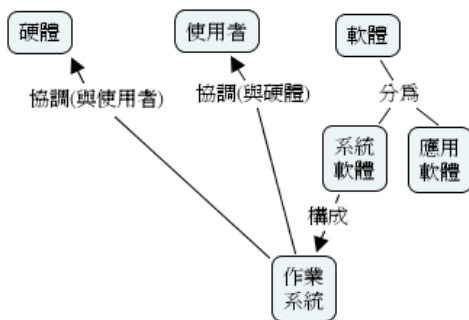 硬體
使用者
軟體
協調(與使用者)
協調(與硬體)
分爲
系統
軟體
應用
軟體
構成
作業
系統